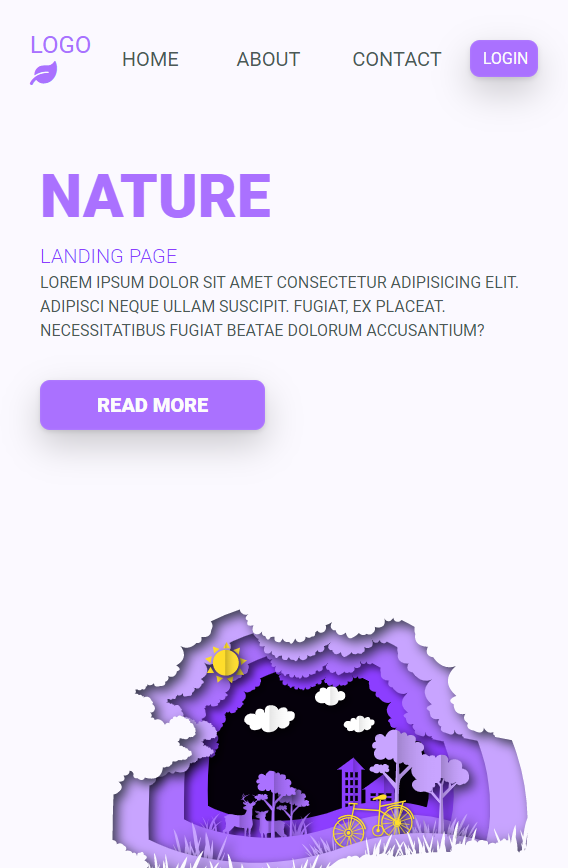 LOGO
HOME
ABOUT
CONTACT
LOGIN
NATURE
LANDING PAGE
LOREM IPSUM DOLOR SIT AMET CONSECTETUR ADIPISICING ELIT.
ADIPISCI NEQUE ULLAM SUSCIPIT. FUGIAT, EX PLACEAT.
NECESSITATIBUS FUGIAT BEATAE DOLORUM ACCUSANTIUM?
READ MORE